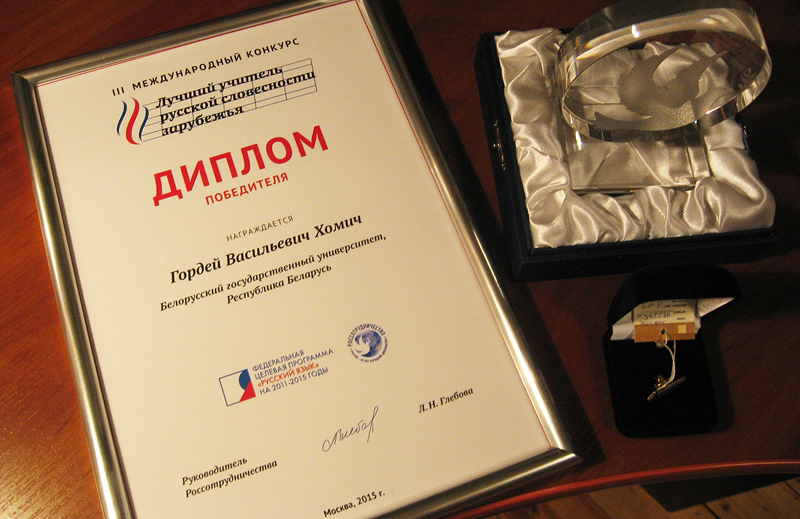 III МЕЖДУНАРОДНЫЙ КОНКУРС
Лучший учитель
русской словесности
зарубежья
ДИПЛОМ
ПОБЕДИТЕЛЯ
НАГРАЖДАЕТСЯ
Гордей Васильевич Хомич
Белорусский государственный университет,
Республика Беларусь
ФЕДЕРАЛЬНАЯ
ЦЕЛЕВАЯ ПРОГРАММА
«РУССКИЙ ЯЗЫК»
НА 2011-2015 ГОДЫ
РОССОТРУДНИЧЕСТВО
Руководитель
Россотрудничества
Л. Н. Глебова
Москва, 2015 г.